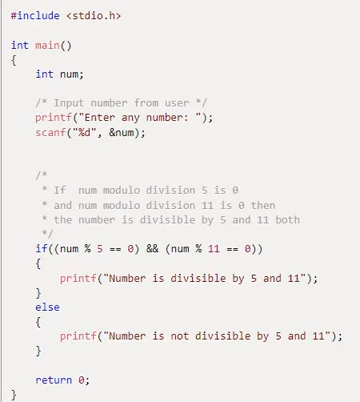 #include <stdio.h>
int main()
{
int num;
/* Input number from user */
printf("Enter any number: ");
scanf("%d", &num);
/*
* If  num modulo division 5 is 0
* and num modulo division 11 is 0 then
* the number is divisible by 5 and 11 both
*/
if((num % 5 == 0) && (num % 11 == 0))
{
printf("Number is divisible by 5 and 11");
}
else
{
printf("Number is not divisible by 5 and 11");
}
return 0;
}